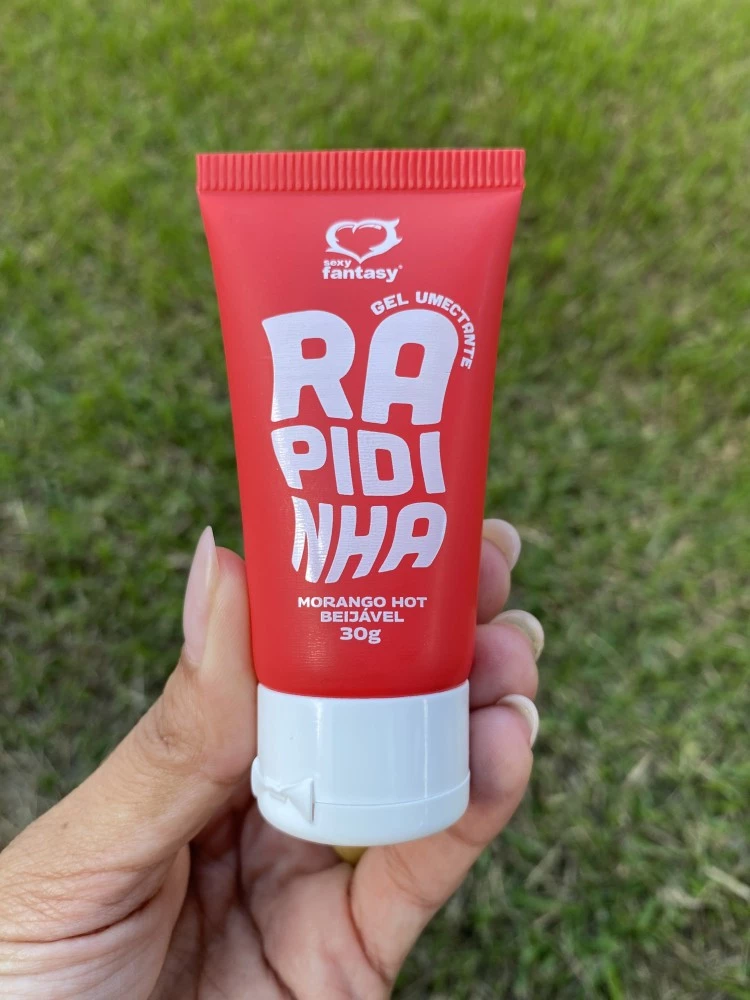 sexy
fantasy
GEL UMECTANTE
RA
PIDI
NHA
MORANGO HOT
BEIJÁVEL
30g